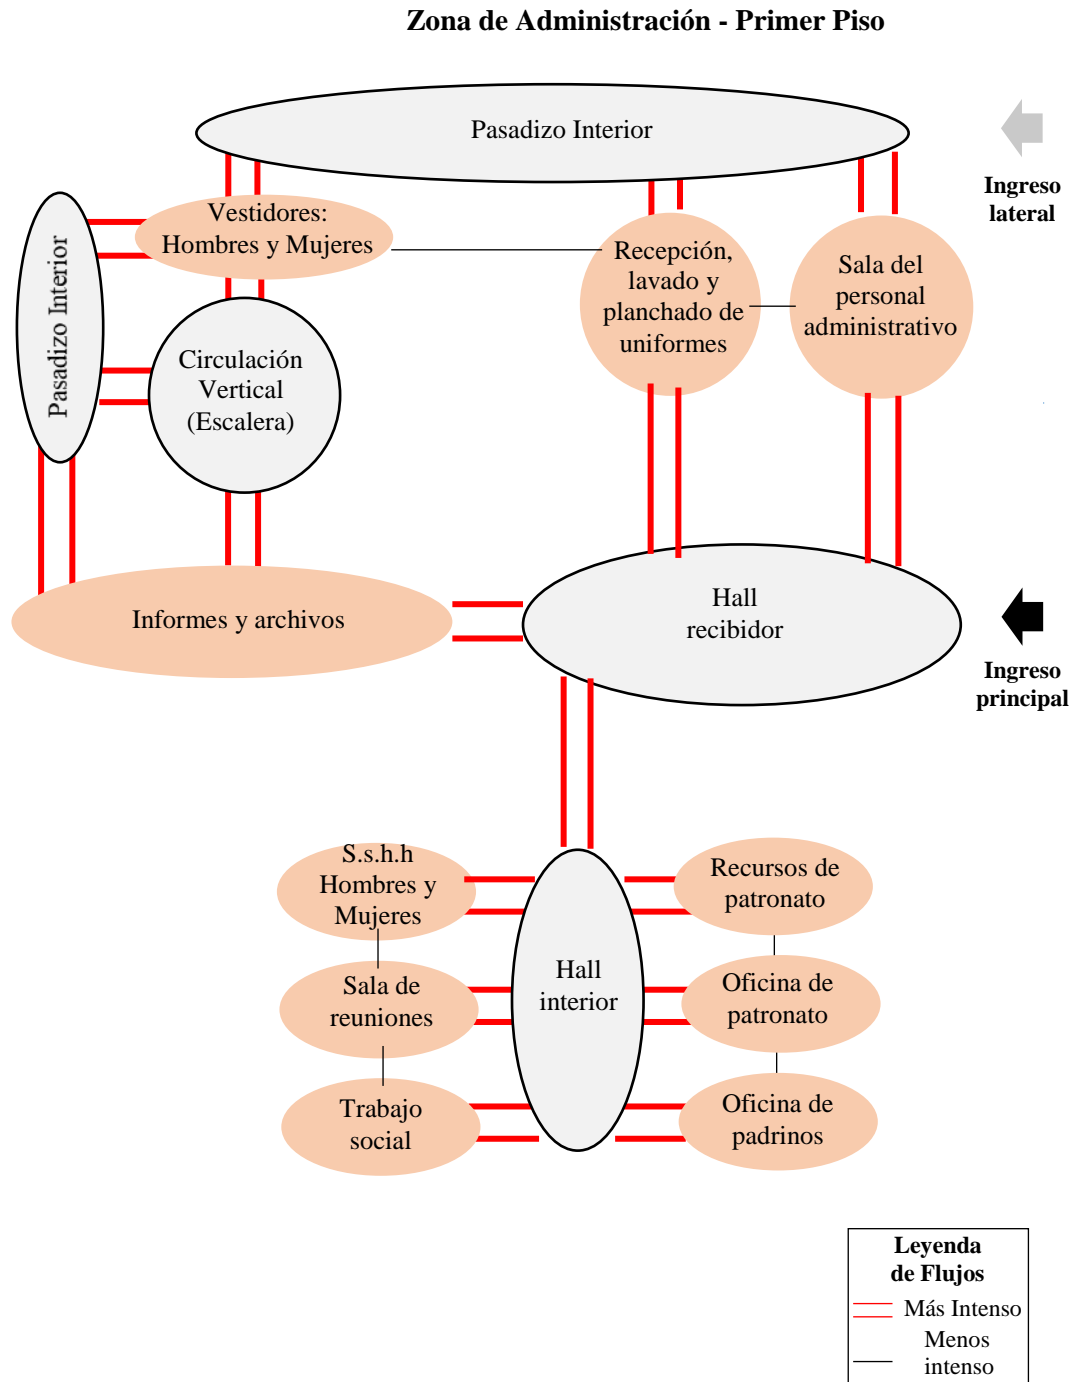 Zona de Administración - Primer Piso
Pasadizo Interior
Ingreso
lateral
Vestidores:
Hombres y Mujeres
Recepción,
lavado y
planchado de
uniformes
Sala del
personal
administrativo
Pasadizo Interior
Circulación
Vertical
(Escalera)
Informes y archivos
Hall
recibidor
Ingreso
principal
S.s.h.h
Hombres y
Mujeres
Recursos de
patronato
Hall
interior
Sala de
reuniones
Oficina de
patronato
Trabajo
social
Oficina de
padrinos
Leyenda
de Flujos
Más Intenso
Menos
intenso